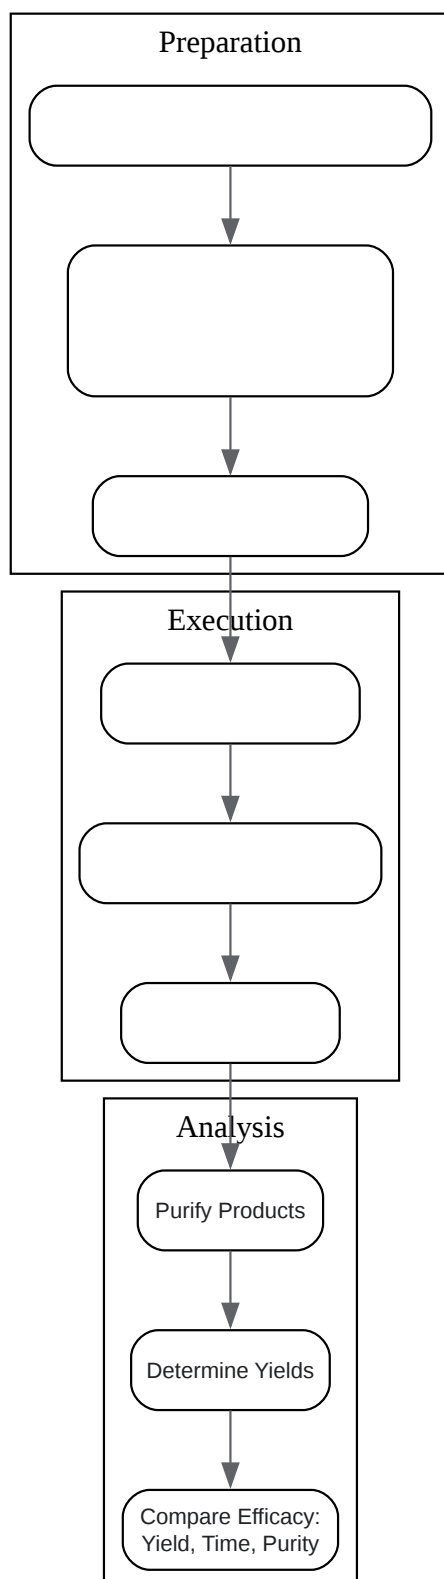 Preparation
Execution
Analysis
Purify Products
Determine Yields
Compare Efficacy:
Yield, Time, Purity